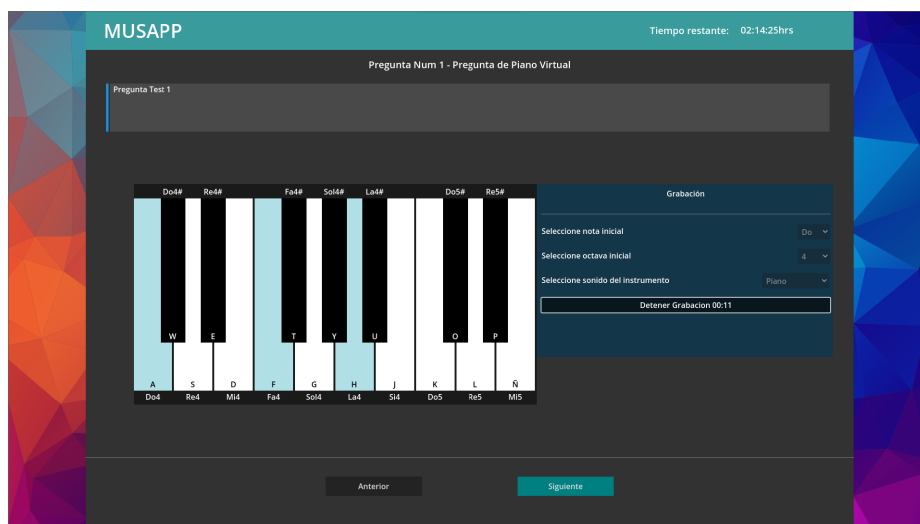 MUSAPP
Tiempo restante: 02:14:25hrs
Pregunta Num 1 - Pregunta de Piano Virtual
Pregunta Test 1
Do4# Re4# Fa4# Sol4# La4# Do5# Re5#
W E T Y U O P
A S D F G H J K L Ñ
Do4 Re4 Mi4 Fa4 Sol4 La4 Si4 Do5 Re5 Mi5
Grabación
Seleccione nota inicial Do
Seleccione octava inicial 4
Seleccione sonido del instrumento Piano
Detener Grabacion 00:11
Anterior Siguiente